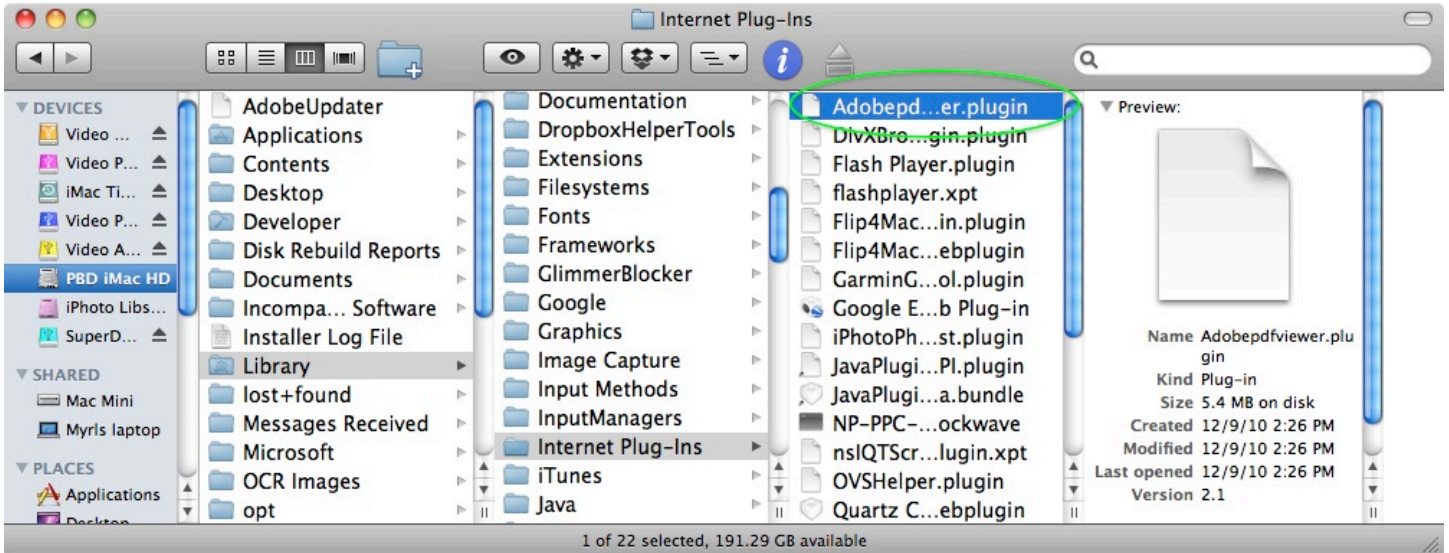 Internet Plug-Ins
DEVICES
Video ...
Video P...
iMac Ti...
Video P...
Video A...
PBD iMac HD
iPhoto Libs...
SuperD...
SHARED
Mac Mini
Myrls laptop
PLACES
Applications
Desktop
AdobeUpdater
Applications
Contents
Desktop
Developer
Disk Rebuild Reports
Documents
Incompa... Software
Installer Log File
Library
lost+found
Messages Received
Microsoft
OCR Images
opt
Documentation
DropboxHelperTools
Extensions
Filesystems
Fonts
Frameworks
GlimmerBlocker
Google
Graphics
Image Capture
Input Methods
InputManagers
Internet Plug-Ins
iTunes
Java
Adobepd...er.plugin
DivXBro...gin.plugin
Flash Player.plugin
flashplayer.xpt
Flip4Mac...in.plugin
Flip4Mac...ebplugin
GarminG...ol.plugin
Google E...b Plug-in
iPhotoPh...st.plugin
JavaPlugi...Pl.plugin
JavaPlugi...a.bundle
NP-PPC-...ockwave
nsIQTScr...lugin.xpt
OVSHelper.plugin
Quartz C...ebplugin
Preview:
Name Adobepdfviewer.plu
gin
Kind Plug-in
Size 5.4 MB on disk
Created 12/9/10 2:26 PM
Modified 12/9/10 2:26 PM
Last opened 12/9/10 2:26 PM
Version 2.1
1 of 22 selected, 191.29 GB available